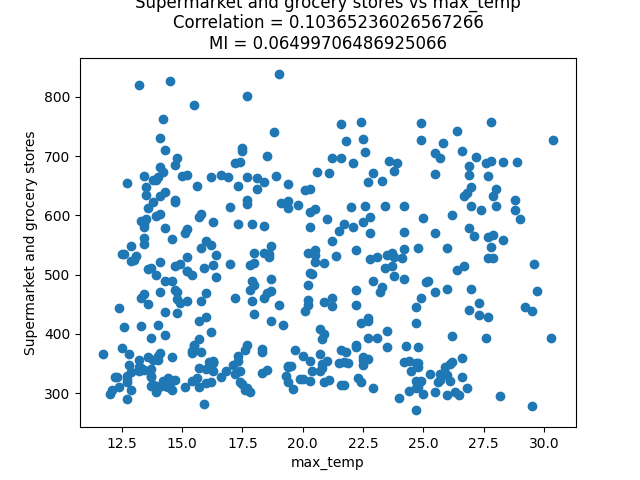 Supermarket and grocery stores vs max_temp
Correlation = 0.10365236026567266
MI = 0.06499706486925066
800
700
600
500
400
300
Supermarket and grocery stores
12.5 15.0 17.5 20.0 22.5 25.0 27.5 30.0
max_temp